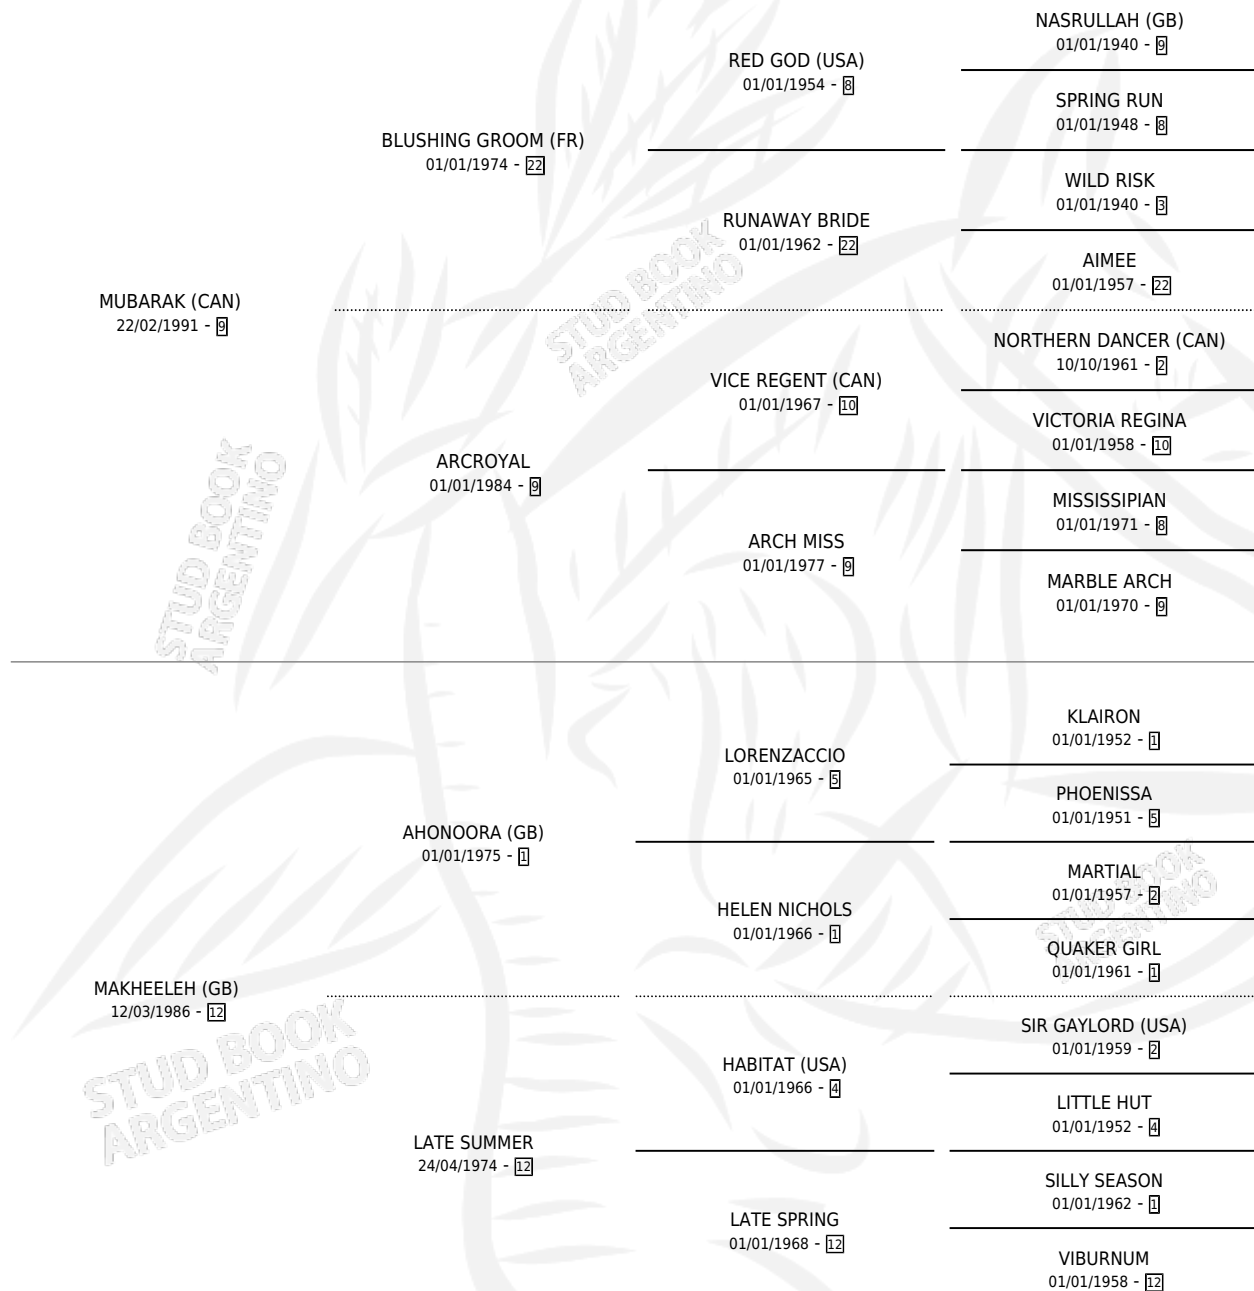 NASRULLAH (GB)
01/01/1940 - 9
RED GOD (USA)
01/01/1954 - 8
SPRING RUN
01/01/1948 - 8
BLUSHING GROOM (FR)
01/01/1974 - 22
WILD RISK
01/01/1940 - 3
RUNAWAY BRIDE
01/01/1962 - 22
AIMEE
01/01/1957 - 22
MUBARAK (CAN)
22/02/1991 - 9
STUD BOOK
ARGENTINO
NORTHERN DANCER (CAN)
10/10/1961 - 2
VICE REGENT (CAN)
01/01/1967 - 10
VICTORIA REGINA
01/01/1958 - 10
ARCROYAL
01/01/1984 - 9
MISSISSIPIAN
01/01/1971 - 8
ARCH MISS
01/01/1977 - 9
MARBLE ARCH
01/01/1970 - 9
STUD BOOK
ARGENTINO
KLAIRON
01/01/1952 - 1
LORENZACCIO
01/01/1965 - 5
PHOENISSA
01/01/1951 - 5
AHONOORA (GB)
01/01/1975 - 1
MARTIAL
01/01/1957 - 2
HELEN NICHOLS
01/01/1966 - 1
QUAKER GIRL
01/01/1961 - 1
STUD BOOK
ARGENTINO
MAKHEELEH (GB)
12/03/1986 - 12
STUD BOOK
ARGENTINO
SIR GAYLORD (USA)
01/01/1959 - 2
HABITAT (USA)
01/01/1966 - 4
LITTLE HUT
01/01/1952 - 4
LATE SUMMER
24/04/1974 - 12
SILLY SEASON
01/01/1962 - 1
LATE SPRING
01/01/1968 - 12
VIBURNUM
01/01/1958 - 12